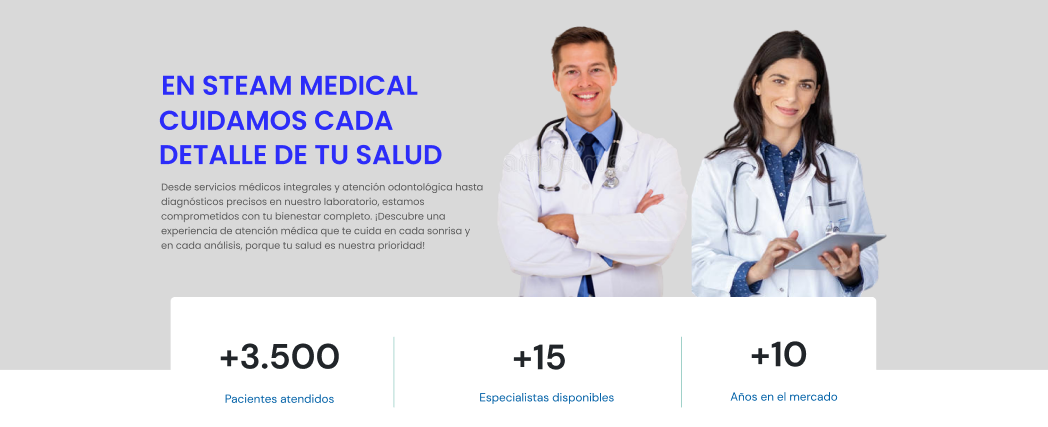 EN STEAM MEDICAL
CUIDAMOS CADA
DETALLE DE TU SALUD
Desde servicios médicos integrales y atención odontológica hasta
diagnósticos precisos en nuestro laboratorio, estamos
comprometidos con tu bienestar completo. ¡Descubre una
experiencia de atención médica que te cuida en cada sonrisa y
en cada análisis, porque tu salud es nuestra prioridad!
+3.500
+15
+10
Pacientes atendidos
Especialistas disponibles
Años en el mercado